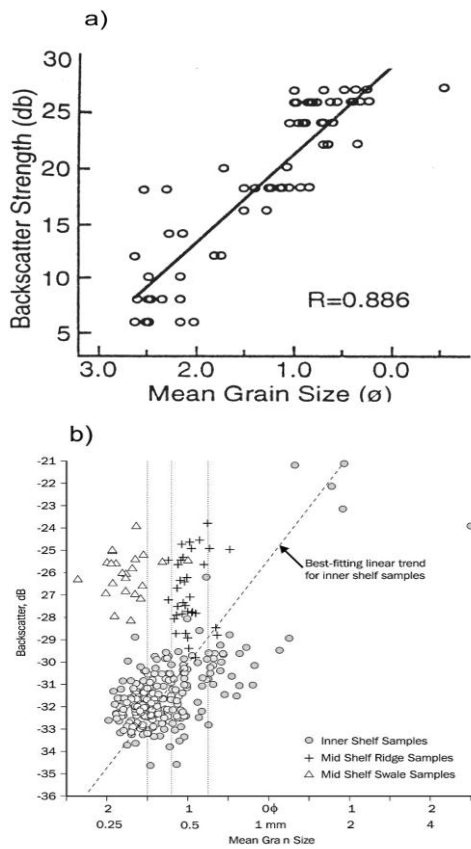 a)
Backscatter Strength (db)
30
25
20
15
10
5
R=0.886
3.0 2.0 1.0 0.0
Mean Grain Size (ø)
b)
Backscatter, dB
-21
-22
-23
-24
-25
-26
-27
-28
-29
-30
-31
-32
-33
-34
-35
-36
Best-fitting linear trend
for inner shelf samples
Inner Shelf Samples
Mid Shelf Ridge Samples
Mid Shelf Swale Samples
2 1 0ϕ 1 2
0.25 0.5 1 mm 2 4
Mean Grain Size